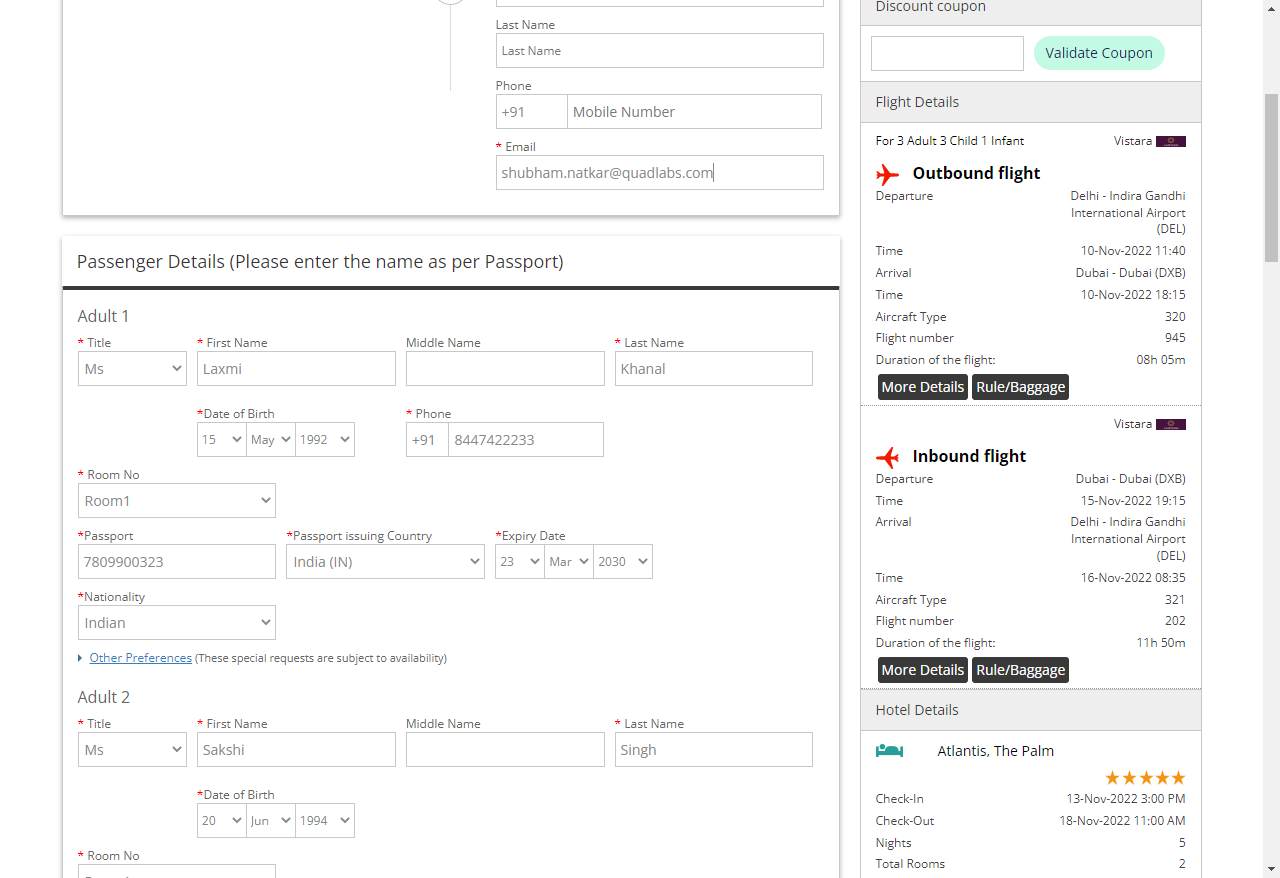 Last Name
Last Name
Phone
+91 Mobile Number
* Email
shubham.natkar@quadlabs.com
Passenger Details (Please enter the name as per Passport)
Adult 1
* Title * First Name Middle Name * Last Name
Ms Laxmi Khanal
*Date of Birth * Phone
15 May 1992 +91 8447422233
* Room No
Room1
*Passport *Passport issuing Country *Expiry Date
7809900323 India (IN) 23 Mar 2030
*Nationality
Indian
Other Preferences (These special requests are subject to availability)
Adult 2
* Title * First Name Middle Name * Last Name
Ms Sakshi Singh
*Date of Birth
20 Jun 1994
* Room No
Discount coupon
Validate Coupon
Flight Details
For 3 Adult 3 Child 1 Infant Vistara
Outbound flight
Departure Delhi - Indira Gandhi
International Airport
(DEL)
Time 10-Nov-2022 11:40
Arrival Dubai - Dubai (DXB)
Time 10-Nov-2022 18:15
Aircraft Type 320
Flight number 945
Duration of the flight: 08h 05m
More Details Rule/Baggage
Vistara
Inbound flight
Departure Dubai - Dubai (DXB)
Time 15-Nov-2022 19:15
Arrival Delhi - Indira Gandhi
International Airport
(DEL)
Time 16-Nov-2022 08:35
Aircraft Type 321
Flight number 202
Duration of the flight: 11h 50m
More Details Rule/Baggage
Hotel Details
Atlantis, The Palm
Check-In 13-Nov-2022 3:00 PM
Check-Out 18-Nov-2022 11:00 AM
Nights 5
Total Rooms 2